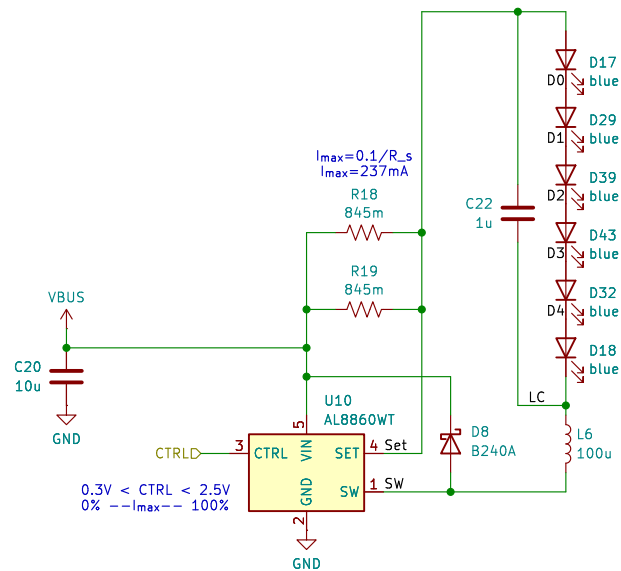 D17
D0
blue
D29
D1
blue
Imax=0.1/R_s
Imax=237mA
R18
845m
D39
D2
blue
C22
1u
D43
D3
blue
R19
845m
VBUS
D32
D4
blue
D18
blue
C20
10u
GND
U10
AL8860WT
LC
D8
B240A
L6
100u
5
CTRL
3
CTRL
VIN
SET
4
Set
0.3V < CTRL < 2.5V
0% --Imax-- 100%
GND
SW
1
SW
2
GND